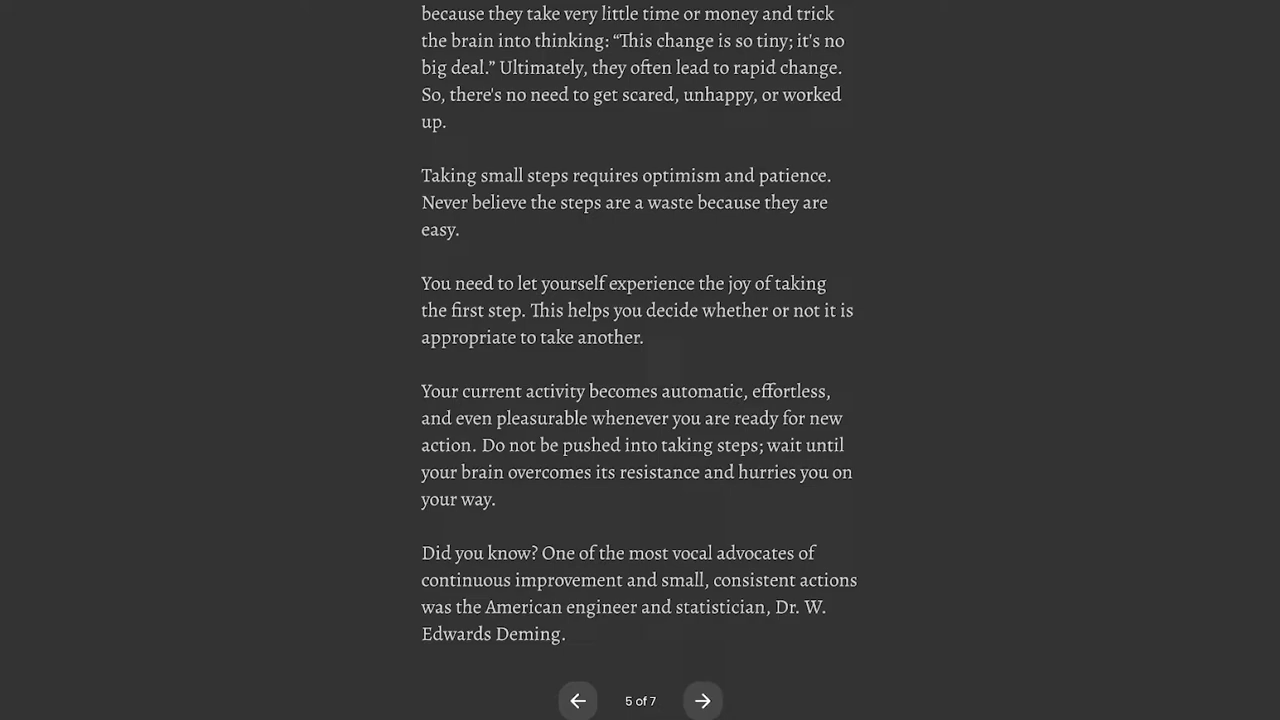 because they take very little time or money and trick
the brain into thinking: “This change is so tiny; it's no
big deal.” Ultimately, they often lead to rapid change.
So, there's no need to get scared, unhappy, or worked
up.
Taking small steps requires optimism and patience.
Never believe the steps are a waste because they are
easy.
You need to let yourself experience the joy of taking
the first step. This helps you decide whether or not it is
appropriate to take another.
Your current activity becomes automatic, effortless,
and even pleasurable whenever you are ready for new
action. Do not be pushed into taking steps; wait until
your brain overcomes its resistance and hurries you on
your way.
Did you know? One of the most vocal advocates of
continuous improvement and small, consistent actions
was the American engineer and statistician, Dr. W.
Edwards Deming.
5 of 7